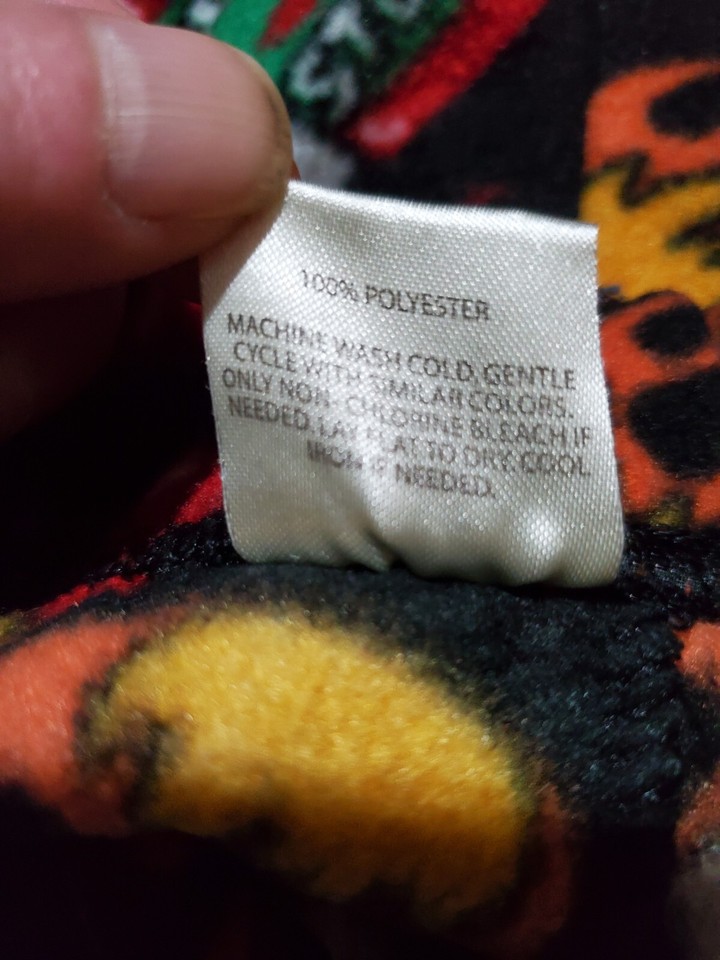 100% POLYESTER
MACHINE WASH COLD, GENTLE
CYCLE WITH SIMILAR COLORS.
ONLY NON- CHLORINE BLEACH IF
NEEDED. LAY FLAT TO DRY. COOL
IRON IF NEEDED.